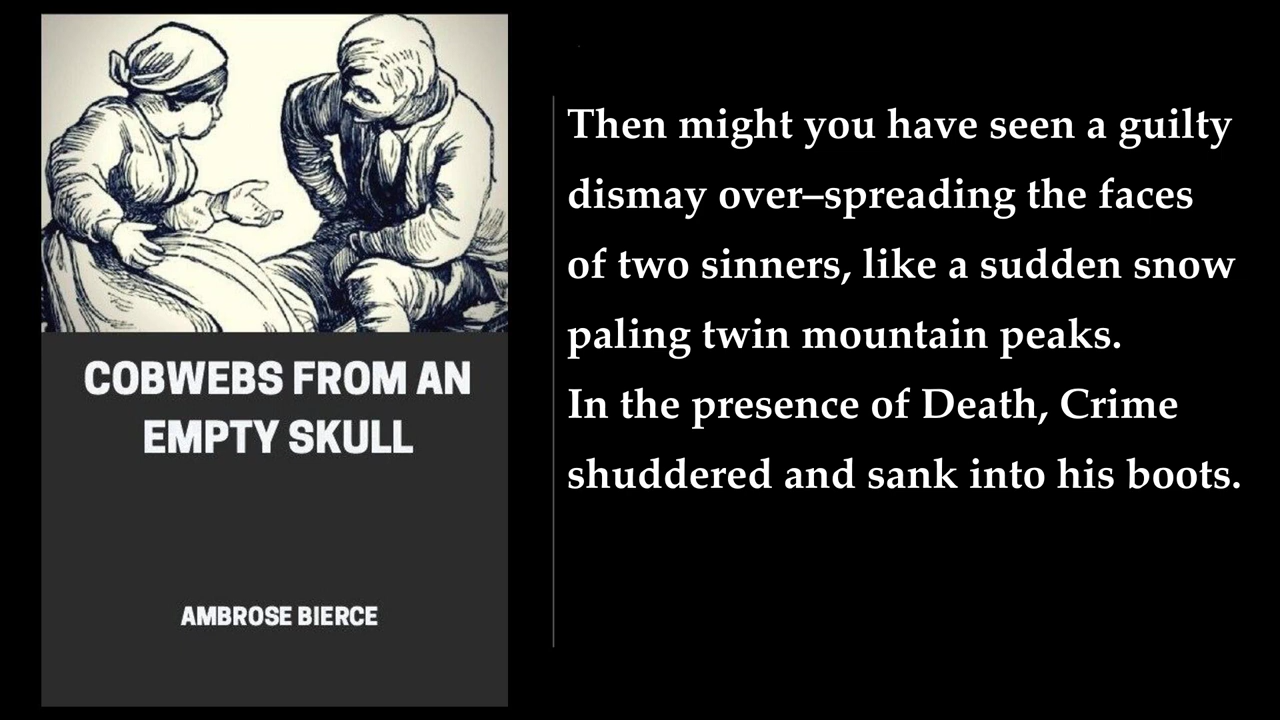 COBWEBS FROM AN
EMPTY SKULL
AMBROSE BIERCE
Then might you have seen a guilty
dismay over–spreading the faces
of two sinners, like a sudden snow
paling twin mountain peaks.
In the presence of Death, Crime
shuddered and sank into his boots.